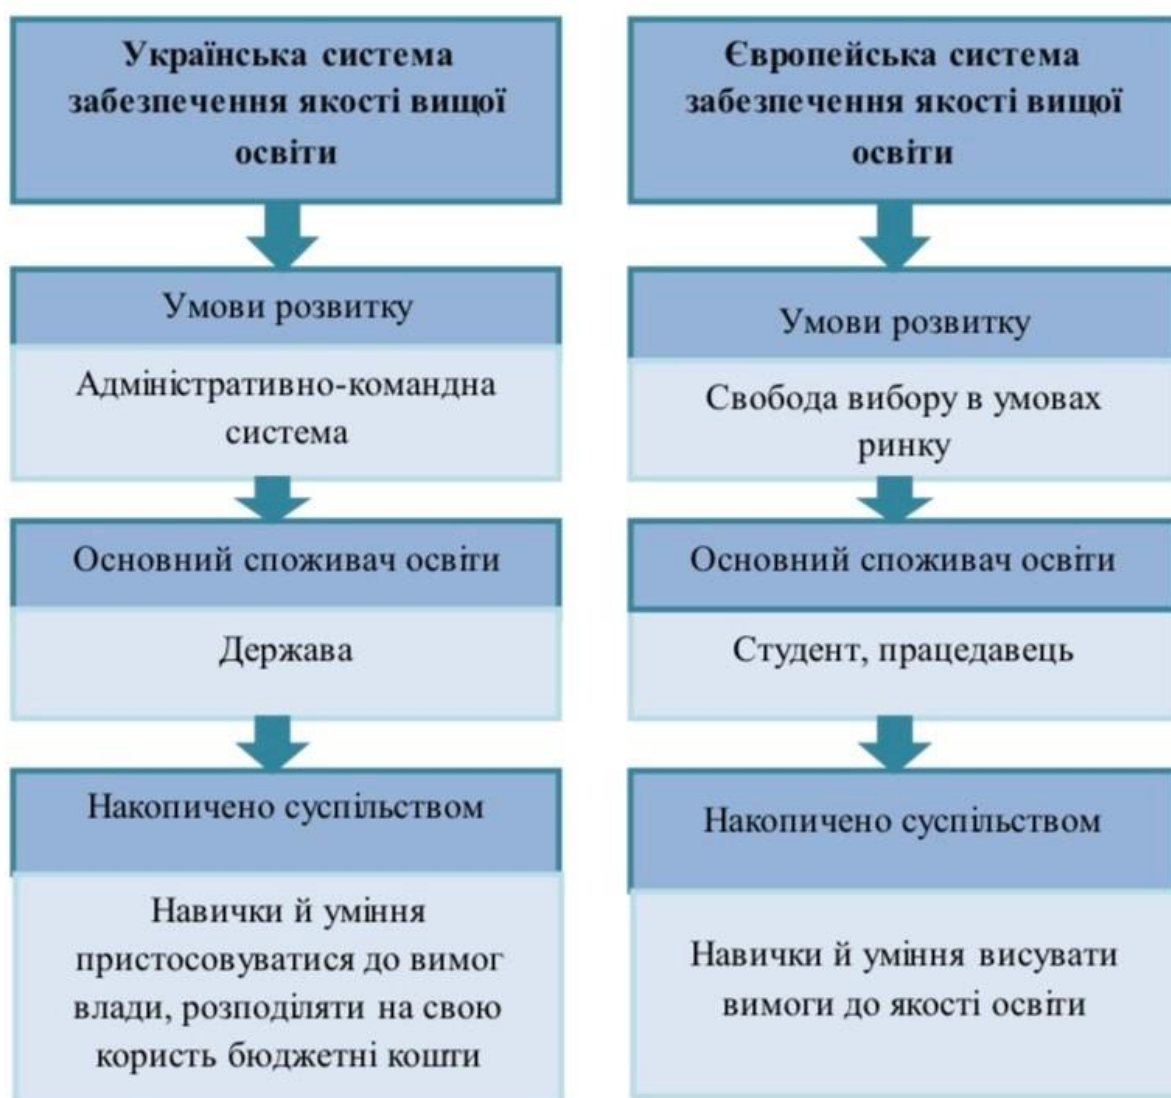 Українська система
забезпечення якості вищої
освіти
Умови розвитку
Адміністративно-командна
система
Основний споживач освіти
Держава
Накопичено суспільством
Навички й уміння
пристосовуватися до вимог
влади, розподіляти на свою
користь бюджетні кошти
Європейська система
забезпечення якості вищої
освіти
Умови розвитку
Свобода вибору в умовах
ринку
Основний споживач освіти
Студент, працедавець
Накопичено суспільством
Навички й уміння висувати
вимоги до якості освіти